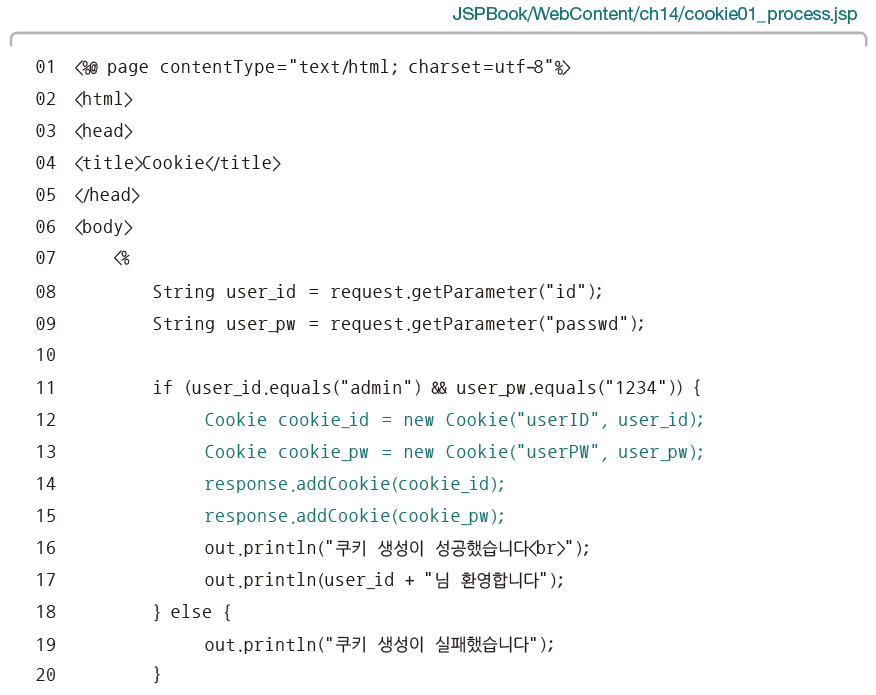 JSPBook/WebContent/ch14/cookie01_process.jsp
01 <%@ page contentType="text/html; charset=utf-8"%>
02 <html>
03 <head>
04 <title>Cookie</title>
05 </head>
06 <body>
07 <%
08 String user_id = request.getParameter("id");
09 String user_pw = request.getParameter("passwd");
10
11 if (user_id.equals("admin") && user_pw.equals("1234")) {
12 Cookie cookie_id = new Cookie("userID", user_id);
13 Cookie cookie_pw = new Cookie("userPW", user_pw);
14 response.addCookie(cookie_id);
15 response.addCookie(cookie_pw);
16 out.println("쿠키 생성이 성공했습니다<br>");
17 out.println(user_id + "님 환영합니다");
18 } else {
19 out.println("쿠키 생성이 실패했습니다");
20 }